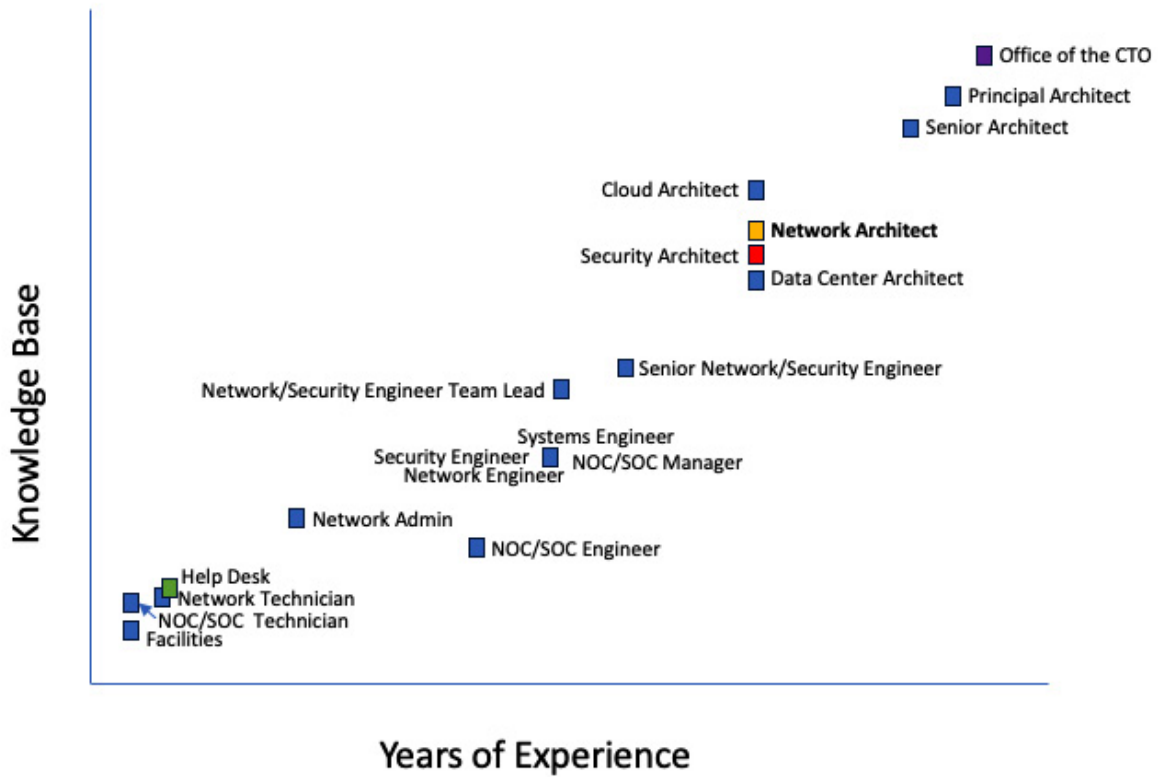 Office of the CTO
Principal Architect
Senior Architect
Cloud Architect
Network Architect
Security Architect
Data Center Architect
Senior Network/Security Engineer
Network/Security Engineer Team Lead
Systems Engineer
Security Engineer
NOC/SOC Manager
Network Engineer
Network Admin
NOC/SOC Engineer
Help Desk
Network Technician
NOC/SOC Technician
Facilities
Knowledge Base
Years of Experience